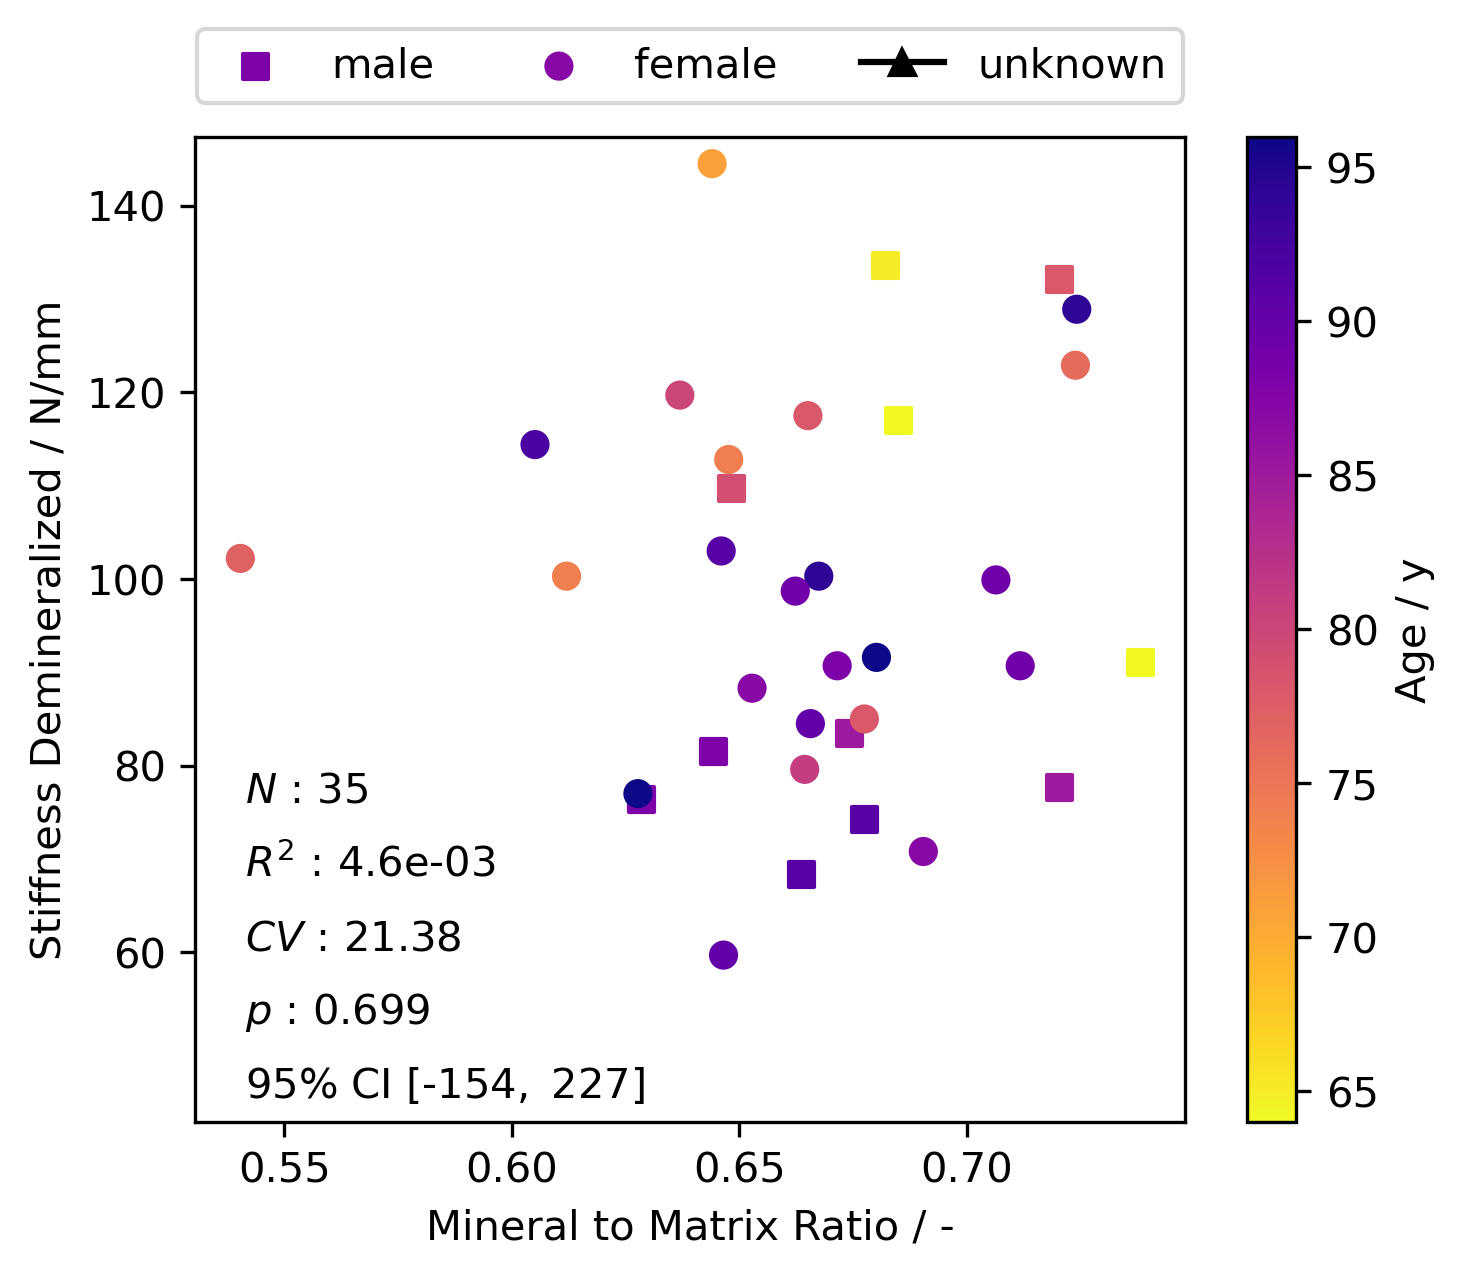 male female unknown
140
120
100
80
60
Stiffness Demineralized / N/mm
N : 35
R² : 4.6e-03
CV : 21.38
p : 0.699
95% CI [-154, 227]
0.55 0.60 0.65 0.70
Mineral to Matrix Ratio / -
95
90
85
80
75
70
65
Age / y